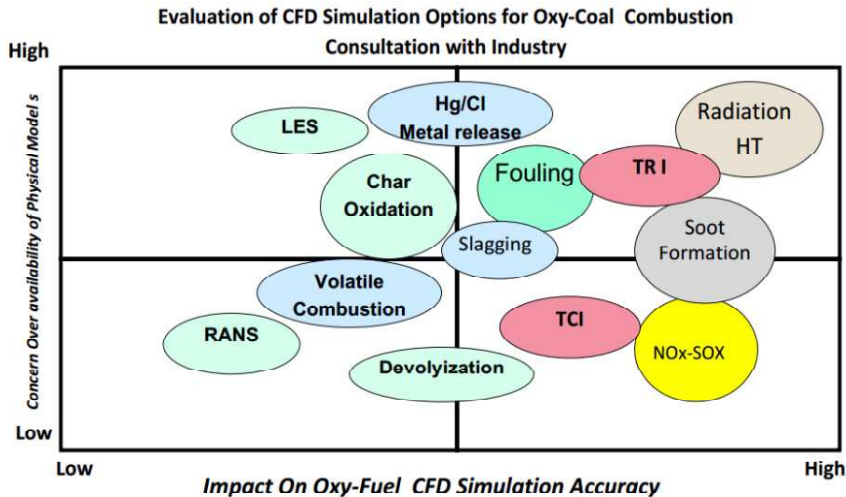 Evaluation of CFD Simulation Options for Oxy-Coal Combustion
Consultation with Industry
High
Concern Over availability of Physical Model s
LES
Hg/Cl
Metal release
Radiation
HT
Char
Oxidation
Fouling
TR I
Slagging
Soot
Formation
Volatile
Combustion
RANS
TCI
NOx-SOX
Devolyization
Low
Low
High
Impact On Oxy-Fuel CFD Simulation Accuracy